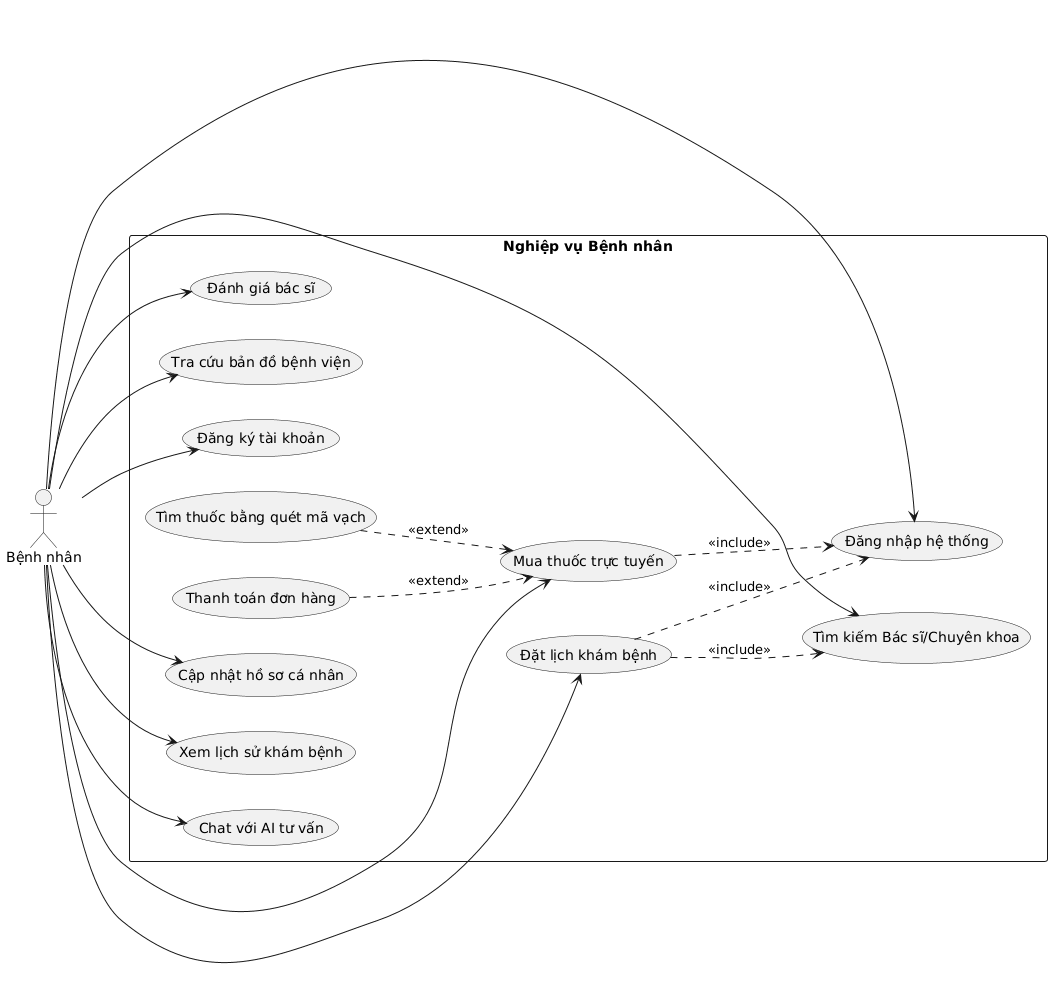 Nghiệp vụ Bệnh nhân
Đánh giá bác sĩ
Tra cứu bản đồ bệnh viện
Đăng ký tài khoản
Tìm thuốc bằng quét mã vạch
«extend»
Mua thuốc trực tuyến
«include»
Đăng nhập hệ thống
Bệnh nhân
Thanh toán đơn hàng
«extend»
«include»
Đặt lịch khám bệnh
«include»
Tìm kiếm Bác sĩ/Chuyên khoa
Cập nhật hồ sơ cá nhân
Xem lịch sử khám bệnh
Chat với AI tư vấn